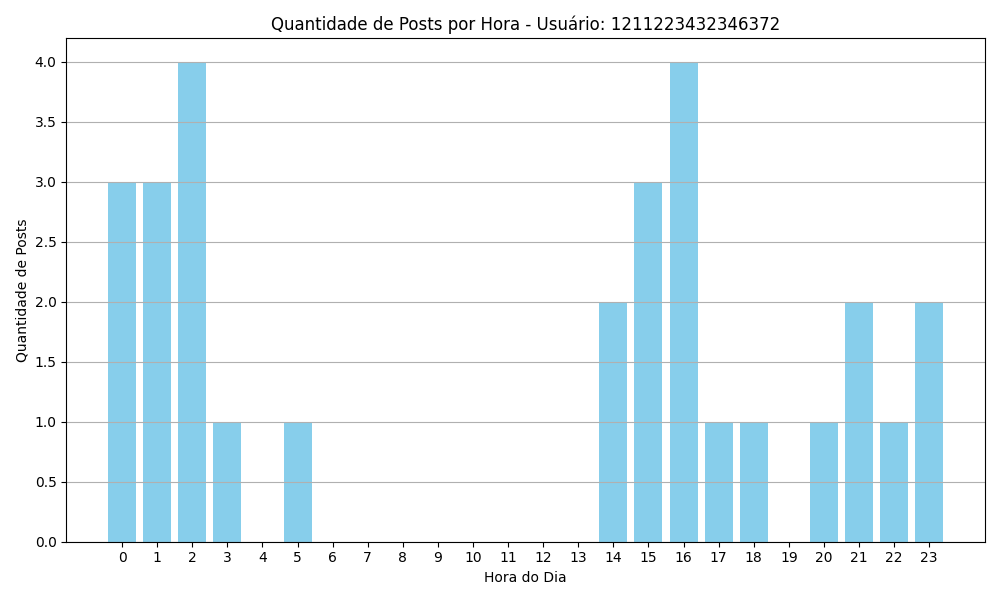 Quantidade de Posts por Hora - Usuário: 1211223432346372
4.0
3.5
3.0
2.5
2.0
1.5
1.0
0.5
0.0
Quantidade de Posts
0 1 2 3 4 5 6 7 8 9 10 11 12 13 14 15 16 17 18 19 20 21 22 23
Hora do Dia